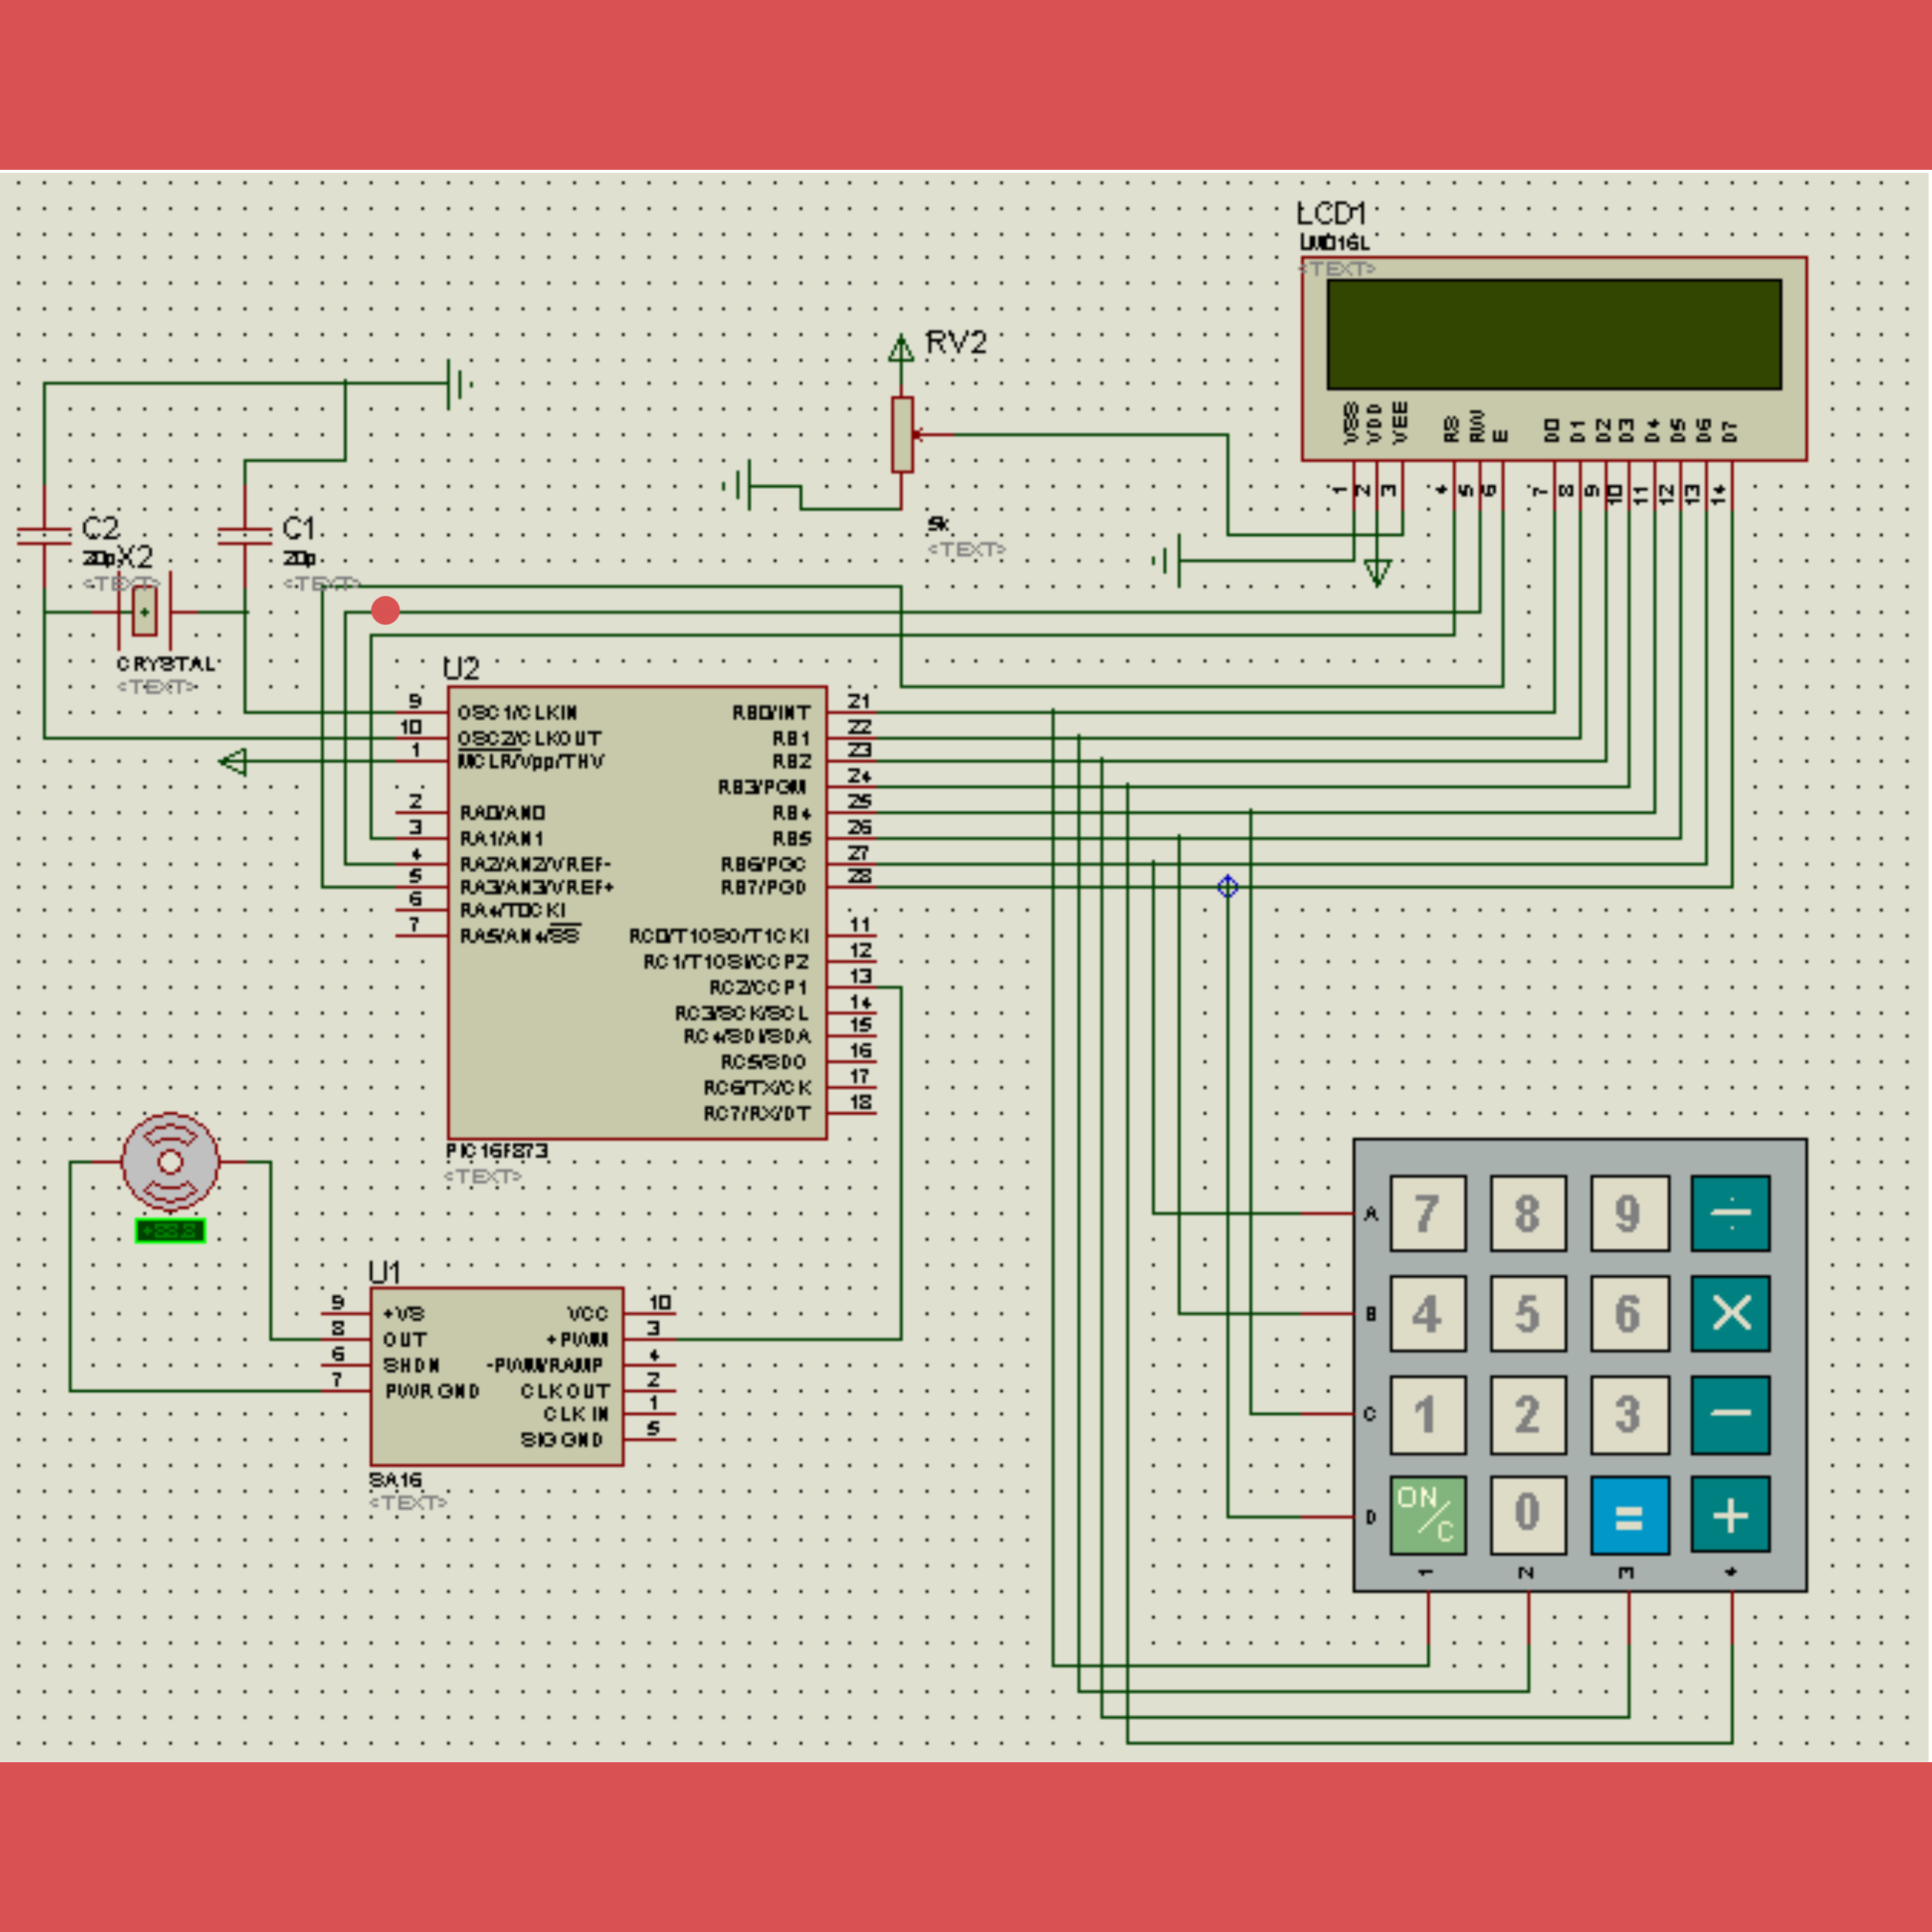 LCD1
LM016L
<TEXT>
VSS
VDD
VEE
RS
RW
E
D0
D1
D2
D3
D4
D5
D6
D7
1
2
3
4
5
6
7
8
9
10
11
12
13
14
RV2
5k
<TEXT>
C2
20p
<TEXT>
C1
20p
<TEXT>
X2
CRYSTAL
<TEXT>
U2
9 OSC1/CLKIN
10 OSC2/CLKOUT
1 MCLR/Vpp/THV
2 RA0/AN0
3 RA1/AN1
4 RA2/AN2/VREF-
5 RA3/AN3/VREF+
6 RA4/T0CKI
7 RA5/AN4/SS
RB0/INT 21
RB1 22
RB2 23
RB3/PGM 24
RB4 25
RB5 26
RB6/PGC 27
RB7/PGD 28
RC0/T1OSO/T1CKI 11
RC1/T1OSI/CCP2 12
RC2/CCP1 13
RC3/SCK/SCL 14
RC4/SDI/SDA 15
RC5/SDO 16
RC6/TX/CK 17
RC7/RX/DT 18
PIC16F873
<TEXT>
+88.8
U1
9 +VS
8 OUT
6 SHDN
7 PWR GND
VCC 10
+PWM 3
-PWM/RAMP 4
CLK OUT 2
CLK IN 1
SIG GND 5
SA16
<TEXT>
A 7 8 9 ÷
B 4 5 6 ×
C 1 2 3 −
D ON/C 0 = +
1 2 3 4